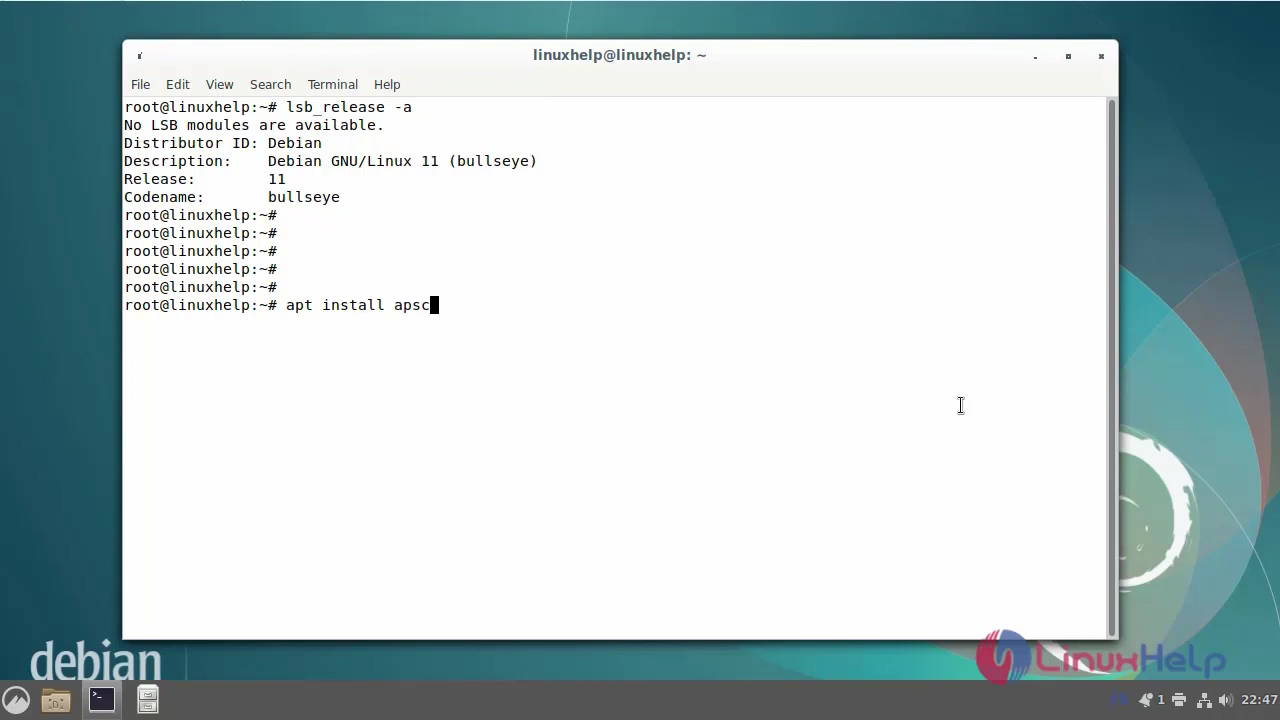 linuxhelp@linuxhelp: ~
File Edit View Search Terminal Help
root@linuxhelp:~# lsb_release -a
No LSB modules are available.
Distributor ID: Debian
Description: Debian GNU/Linux 11 (bullseye)
Release: 11
Codename: bullseye
root@linuxhelp:~#
root@linuxhelp:~#
root@linuxhelp:~#
root@linuxhelp:~#
root@linuxhelp:~#
root@linuxhelp:~# apt install apsc
debian
LinuxHelp
1 22:47